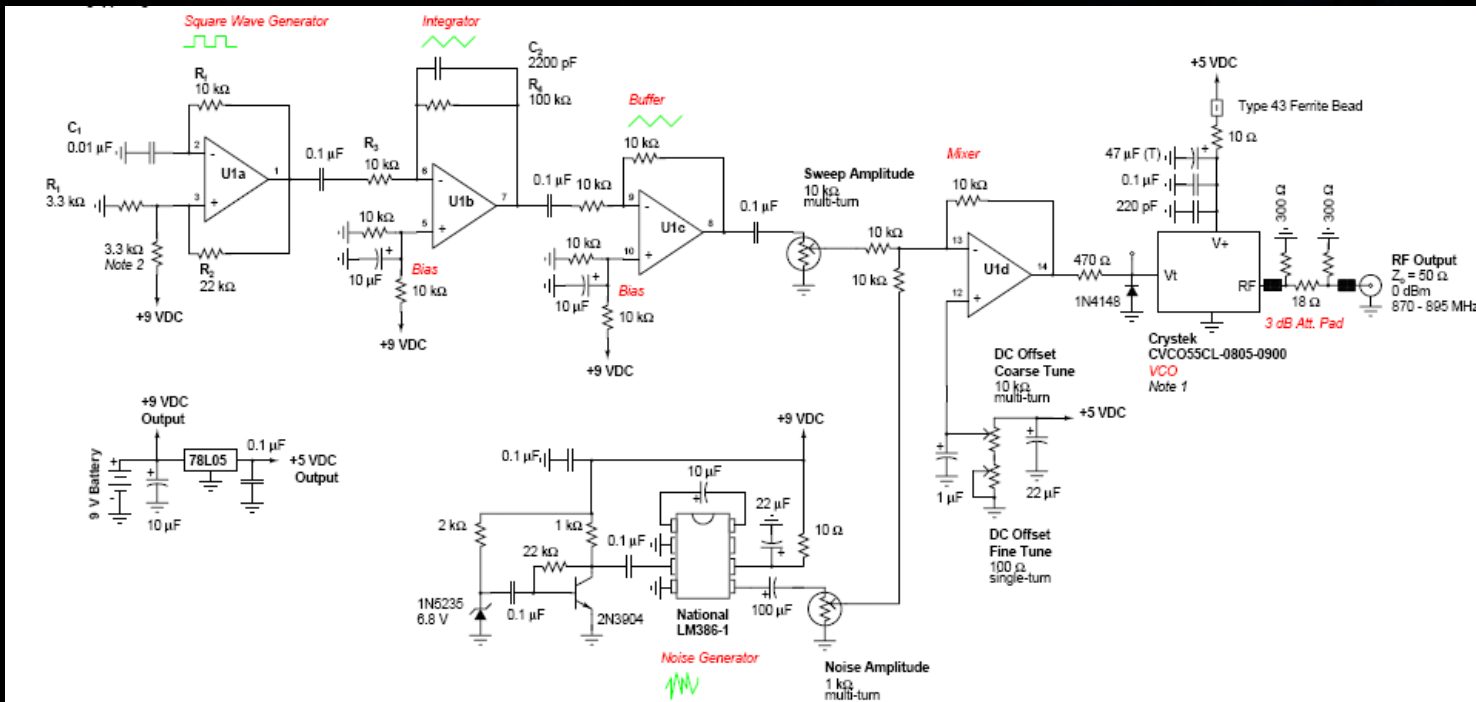 Square Wave Generator
Integrator
C2
2200 pF
Rf
10 kΩ
R4
100 kΩ
Buffer
C1
0.01 µF
2
-
U1a
1
3
+
0.1 µF
R3
10 kΩ
6
-
U1b
7
5
+
0.1 µF
10 kΩ
10 kΩ
9
-
U1c
8
10
+
0.1 µF
Sweep Amplitude
10 kΩ
multi-turn
Mixer
10 kΩ
10 kΩ
10 kΩ
13
-
U1d
14
12
+
470 Ω
1N4148
+5 VDC
Type 43 Ferrite Bead
10 Ω
47 µF (T)
+
0.1 µF
220 pF
V+
Vt
RF
300 Ω
300 Ω
18 Ω
3 dB Att. Pad
RF Output
Zo = 50 Ω
0 dBm
870 - 895 MHz
Crystek
CVCO55CL-0805-0900
VCO
Note 1
R1
3.3 kΩ
3.3 kΩ
Note 2
R2
22 kΩ
+9 VDC
10 kΩ
+
10 µF
Bias
10 kΩ
+9 VDC
10 kΩ
+
10 µF
Bias
10 kΩ
+9 VDC
DC Offset
Coarse Tune
10 kΩ
multi-turn
+5 VDC
+
1 µF
+
22 µF
DC Offset
Fine Tune
100 Ω
single-turn
+9 VDC
Output
9 V Battery
+
-
+
10 µF
78L05
0.1 µF
+5 VDC
Output
+9 VDC
0.1 µF
2 kΩ
1 kΩ
22 kΩ
0.1 µF
10 µF
+
22 µF
+
10 Ω
1N5235
6.8 V
0.1 µF
2N3904
National
LM386-1
+
100 µF
Noise Generator
Noise Amplitude
1 kΩ
multi-turn